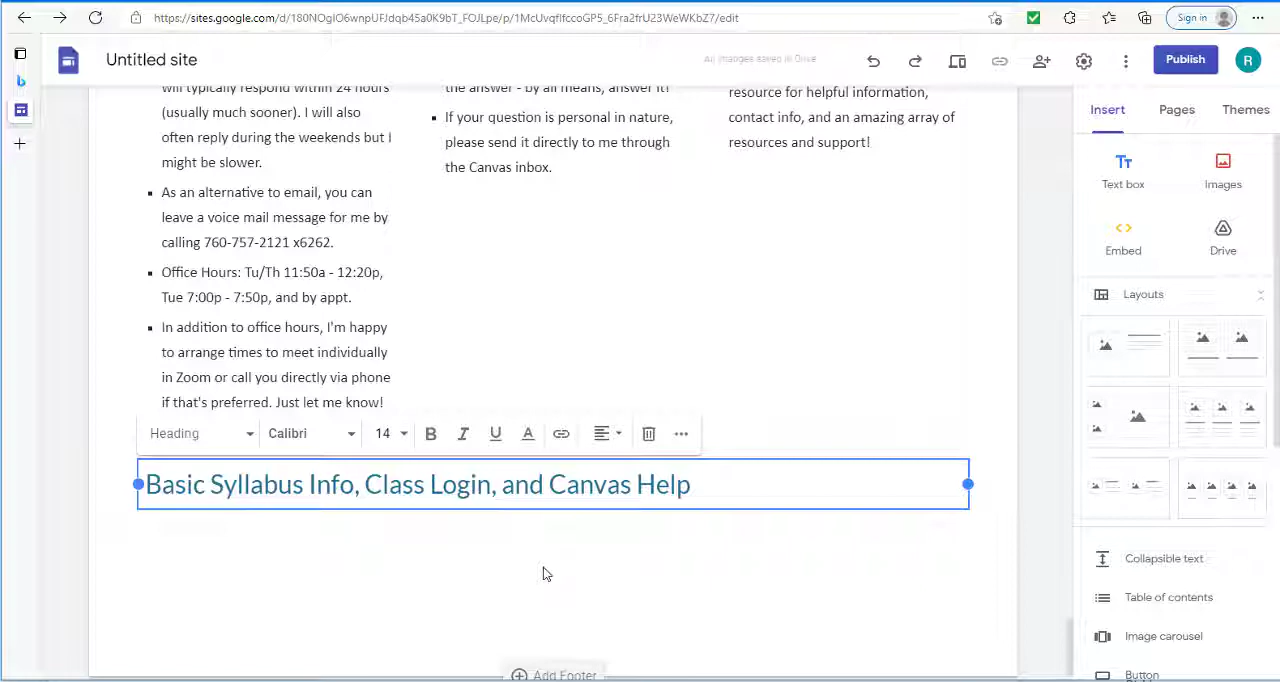 https://sites.google.com/d/180NOgIO6wnpUFJdqb45a0K9bT_FOJLpe/p/1McUvqfIfccoGP5_6Fra2frU23WeWKbZ7/edit
Sign in
Untitled site
All changes saved in Drive
Publish
R
will typically respond within 24 hours
(usually much sooner). I will also
often reply during the weekends but I
might be slower.
As an alternative to email, you can
leave a voice mail message for me by
calling 760-757-2121 x6262.
Office Hours: Tu/Th 11:50a - 12:20p,
Tue 7:00p - 7:50p, and by appt.
In addition to office hours, I'm happy
to arrange times to meet individually
in Zoom or call you directly via phone
if that's preferred. Just let me know!
the answer - by all means, answer it!
If your question is personal in nature,
please send it directly to me through
the Canvas inbox.
resource for helpful information,
contact info, and an amazing array of
resources and support!
Heading
Calibri
14
Basic Syllabus Info, Class Login, and Canvas Help
Add Footer
Insert
Pages
Themes
Text box
Images
Embed
Drive
Layouts
Collapsible text
Table of contents
Image carousel
Button